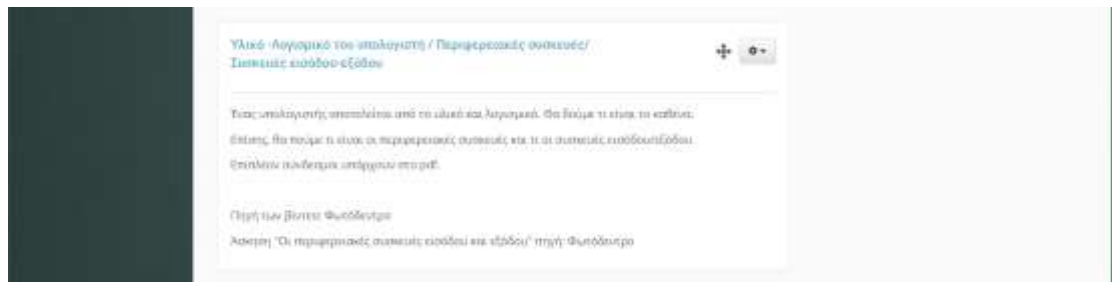 Υλικό -Λογισμικό του υπολογιστή / Περιφερειακές συσκευές/
Συσκευές εισόδου-εξόδου
Ένας υπολογιστής αποτελείται από το υλικό και λογισμικό. Θα δούμε τι είναι το καθένα.
Επίσης, θα πούμε τι είναι οι περιφερειακές συσκευές και τι οι συσκευές εισόδου/εξόδου.
Επιπλέον σύνδεσμοι υπάρχουν στο pdf.
Πηγή των βίντεο: Φωτόδεντρο
Άσκηση "Οι περιφερειακές συσκευές εισόδου και εξόδου" πηγή: Φωτόδεντρο